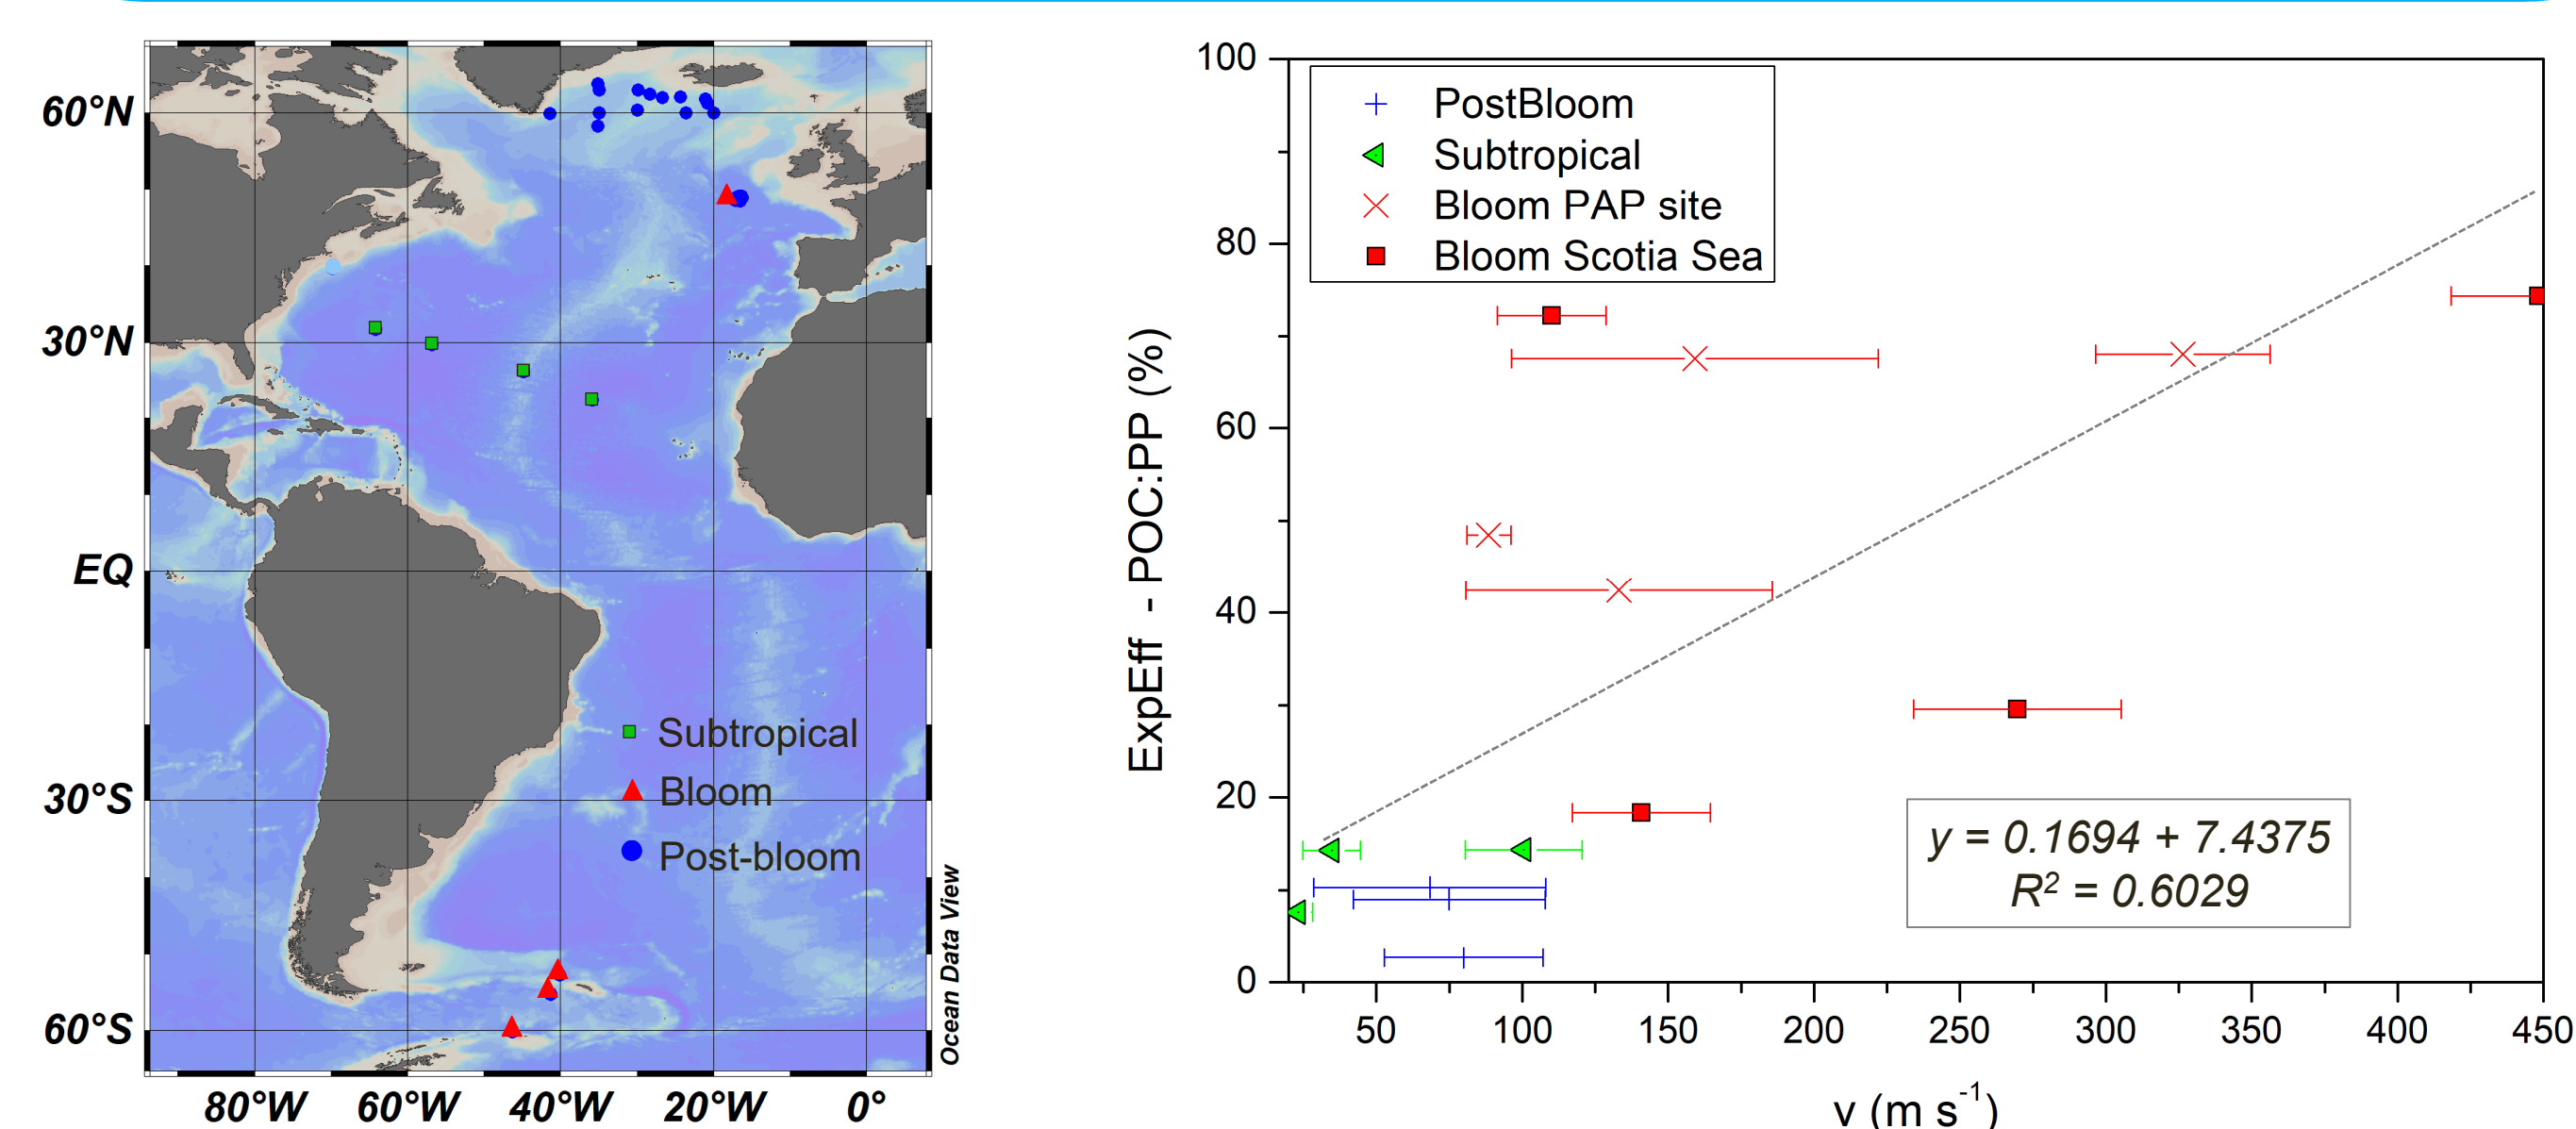 60°N
30°N
EQ
30°S
60°S
80°W 60°W 40°W 20°W 0°
Subtropical
Bloom
Post-bloom
Ocean Data View
100
80
60
40
20
0
ExpEff - POC:PP (%)
PostBloom
Subtropical
Bloom PAP site
Bloom Scotia Sea
y = 0.1694 + 7.4375
R² = 0.6029
50 100 150 200 250 300 350 400 450
v (m s⁻¹)